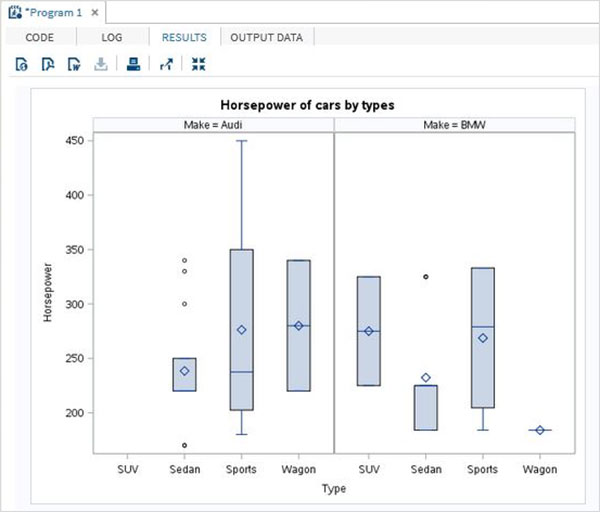 *Program 1 ×
CODE LOG RESULTS OUTPUT DATA
Horsepower of cars by types
Make = Audi Make = BMW
450
400
350
300
250
200
Horsepower
SUV Sedan Sports Wagon SUV Sedan Sports Wagon
Type